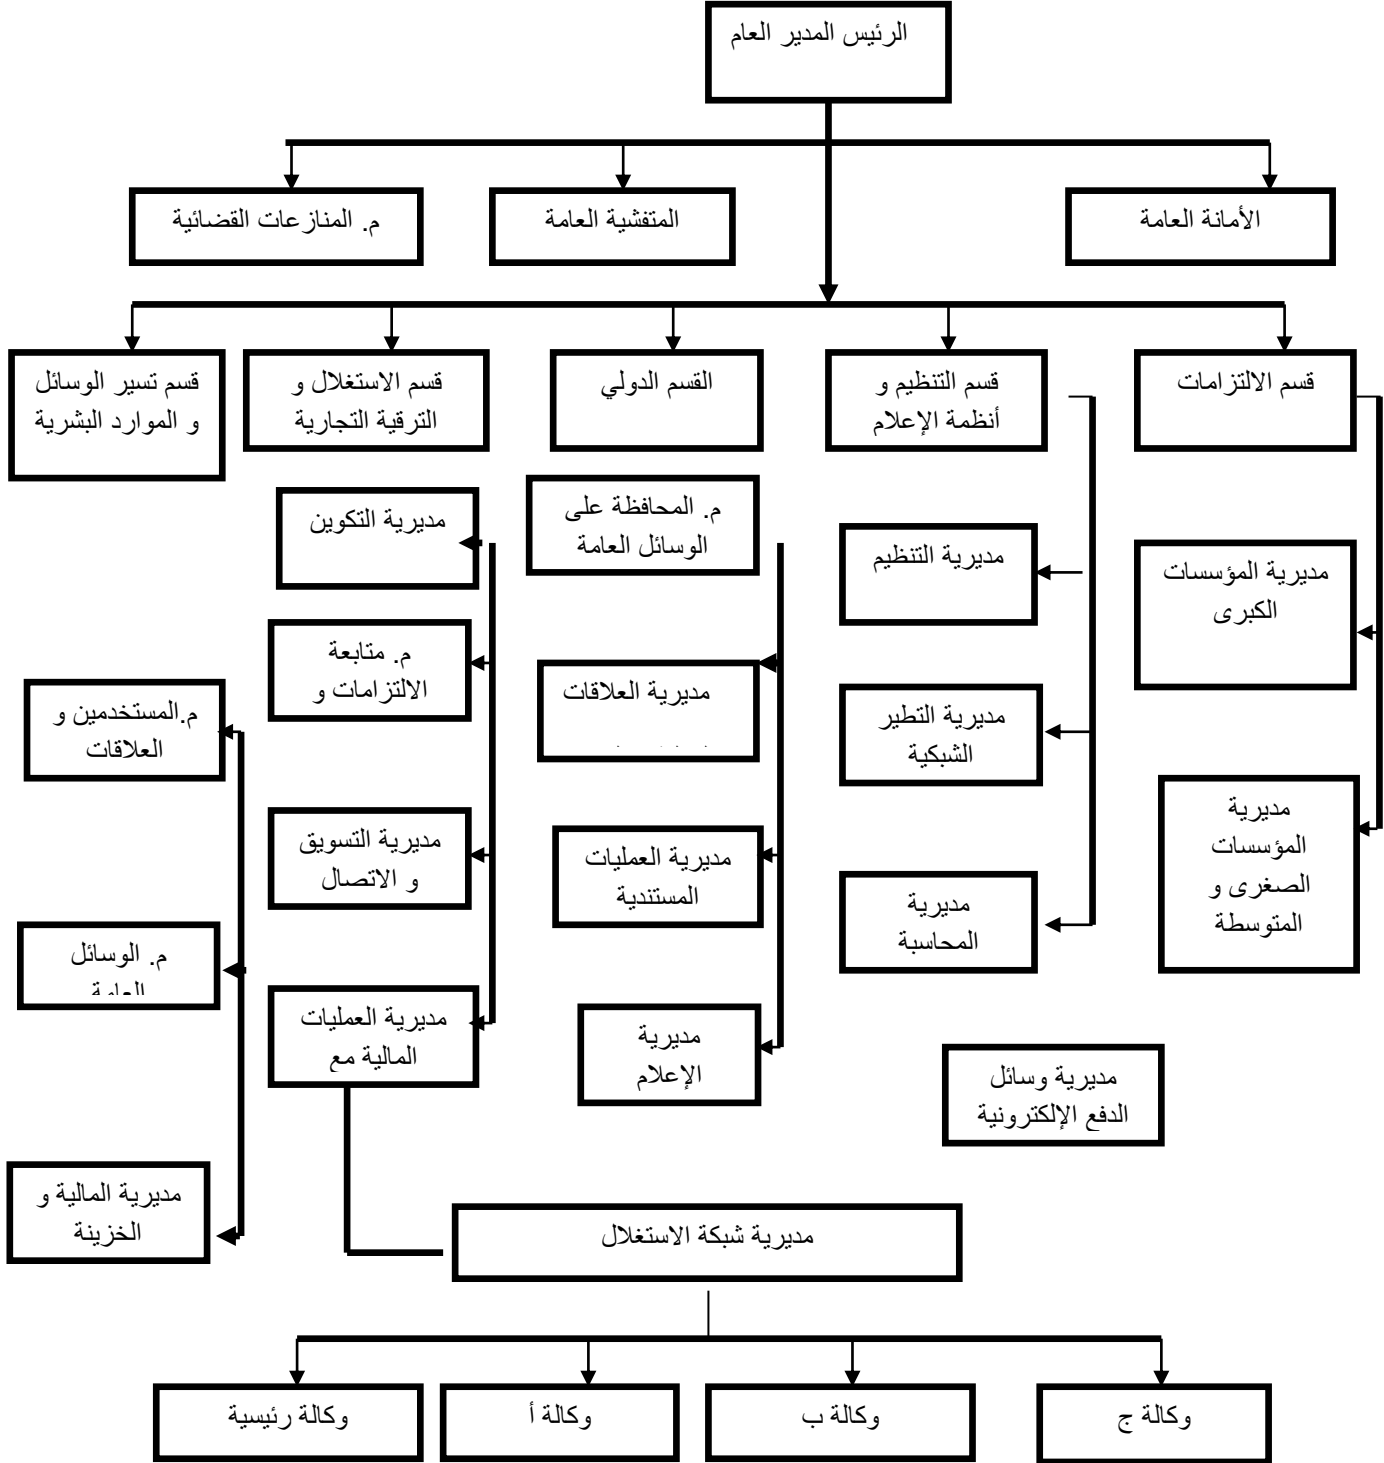 الرئيس المدير العام
الأمانة العامة
المتفشية العامة
م. المنازعات القضائية
قسم الالتزامات
قسم التنظيم و
أنظمة الإعلام
القسم الدولي
قسم الاستغلال و
الترقية التجارية
قسم تسير الوسائل
و الموارد البشرية
مديرية المؤسسات
الكبرى
مديرية
المؤسسات
الصغرى و
المتوسطة
مديرية التنظيم
مديرية التطير
الشبكية
مديرية
المحاسبة
مديرية وسائل
الدفع الإلكترونية
م. المحافظة على
الوسائل العامة
مديرية العلاقات
مديرية العمليات
المستندية
مديرية
الإعلام
مديرية التكوين
م. متابعة
الالتزامات و
مديرية التسويق
و الاتصال
مديرية العمليات
المالية مع
م.المستخدمين و
العلاقات
م. الوسائل
العامة
مديرية المالية و
الخزينة
مديرية شبكة الاستغلال
وكالة ج
وكالة ب
وكالة أ
وكالة رئيسية